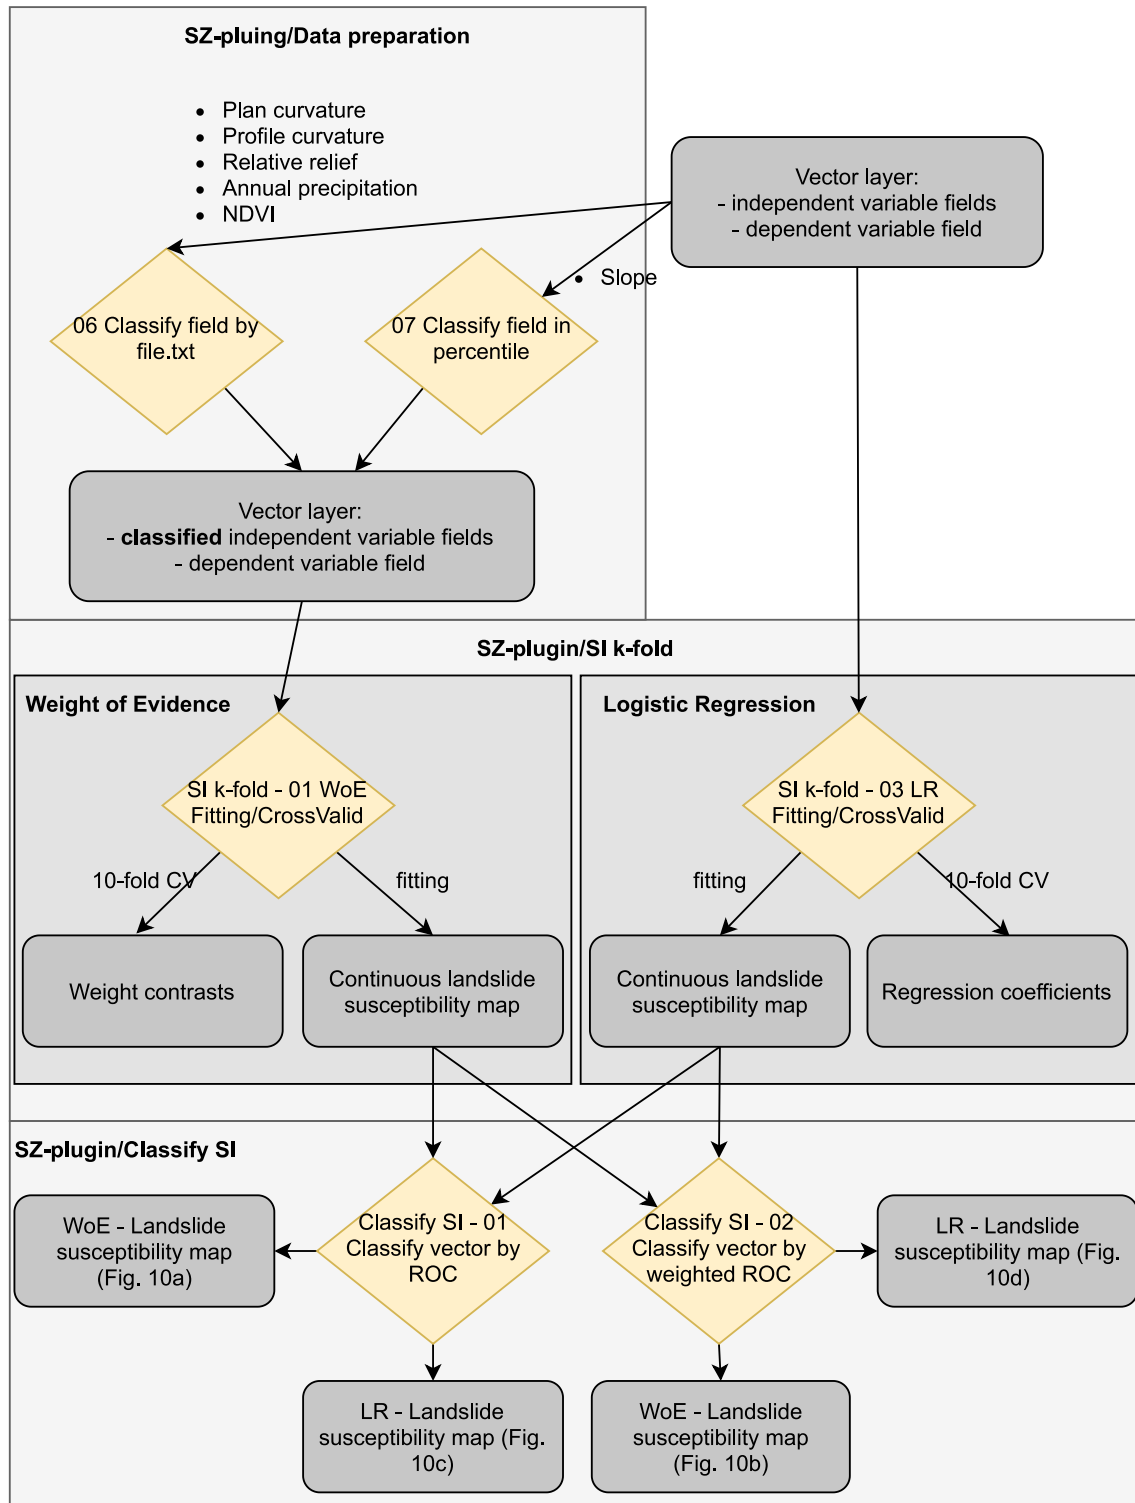 SZ-pluing/Data preparation
• Plan curvature
• Profile curvature
• Relative relief
• Annual precipitation
• NDVI
Vector layer:
- independent variable fields
- dependent variable field
• Slope
06 Classify field by
file.txt
07 Classify field in
percentile
Vector layer:
- classified independent variable fields
- dependent variable field
SZ-plugin/SI k-fold
Weight of Evidence
Logistic Regression
SI k-fold - 01 WoE
Fitting/CrossValid
SI k-fold - 03 LR
Fitting/CrossValid
10-fold CV
fitting
fitting
10-fold CV
Weight contrasts
Continuous landslide
susceptibility map
Continuous landslide
susceptibility map
Regression coefficients
SZ-plugin/Classify SI
WoE - Landslide
susceptibility map
(Fig. 10a)
Classify SI - 01
Classify vector by
ROC
Classify SI - 02
Classify vector by
weighted ROC
LR - Landslide
susceptibility map (Fig.
10d)
LR - Landslide
susceptibility map (Fig.
10c)
WoE - Landslide
susceptibility map
(Fig. 10b)